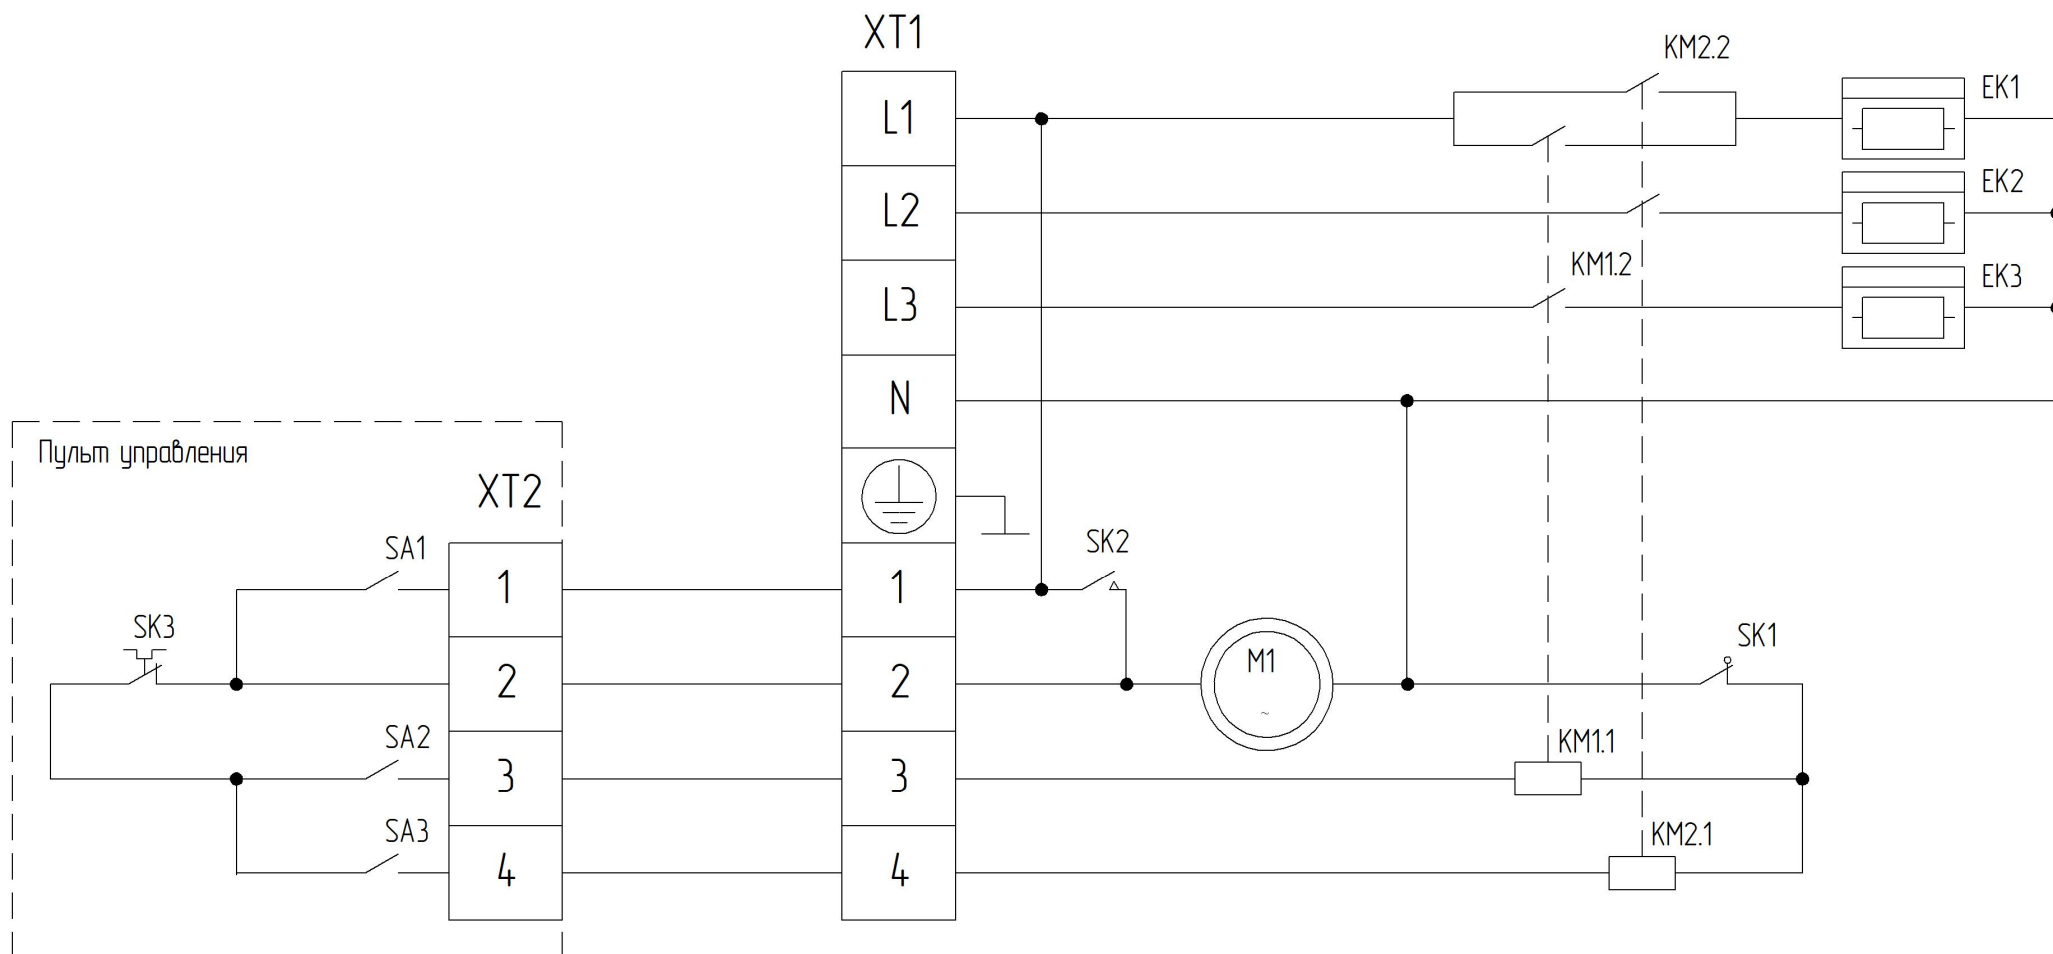 XT1
KM2.2
L1
EK1
L2
EK2
KM1.2
L3
EK3
N
Пульт управления
XT2
SA1
SK2
1
1
SK3
SK1
2
2
M1
~
SA2
KM1.1
3
3
SA3
KM2.1
4
4